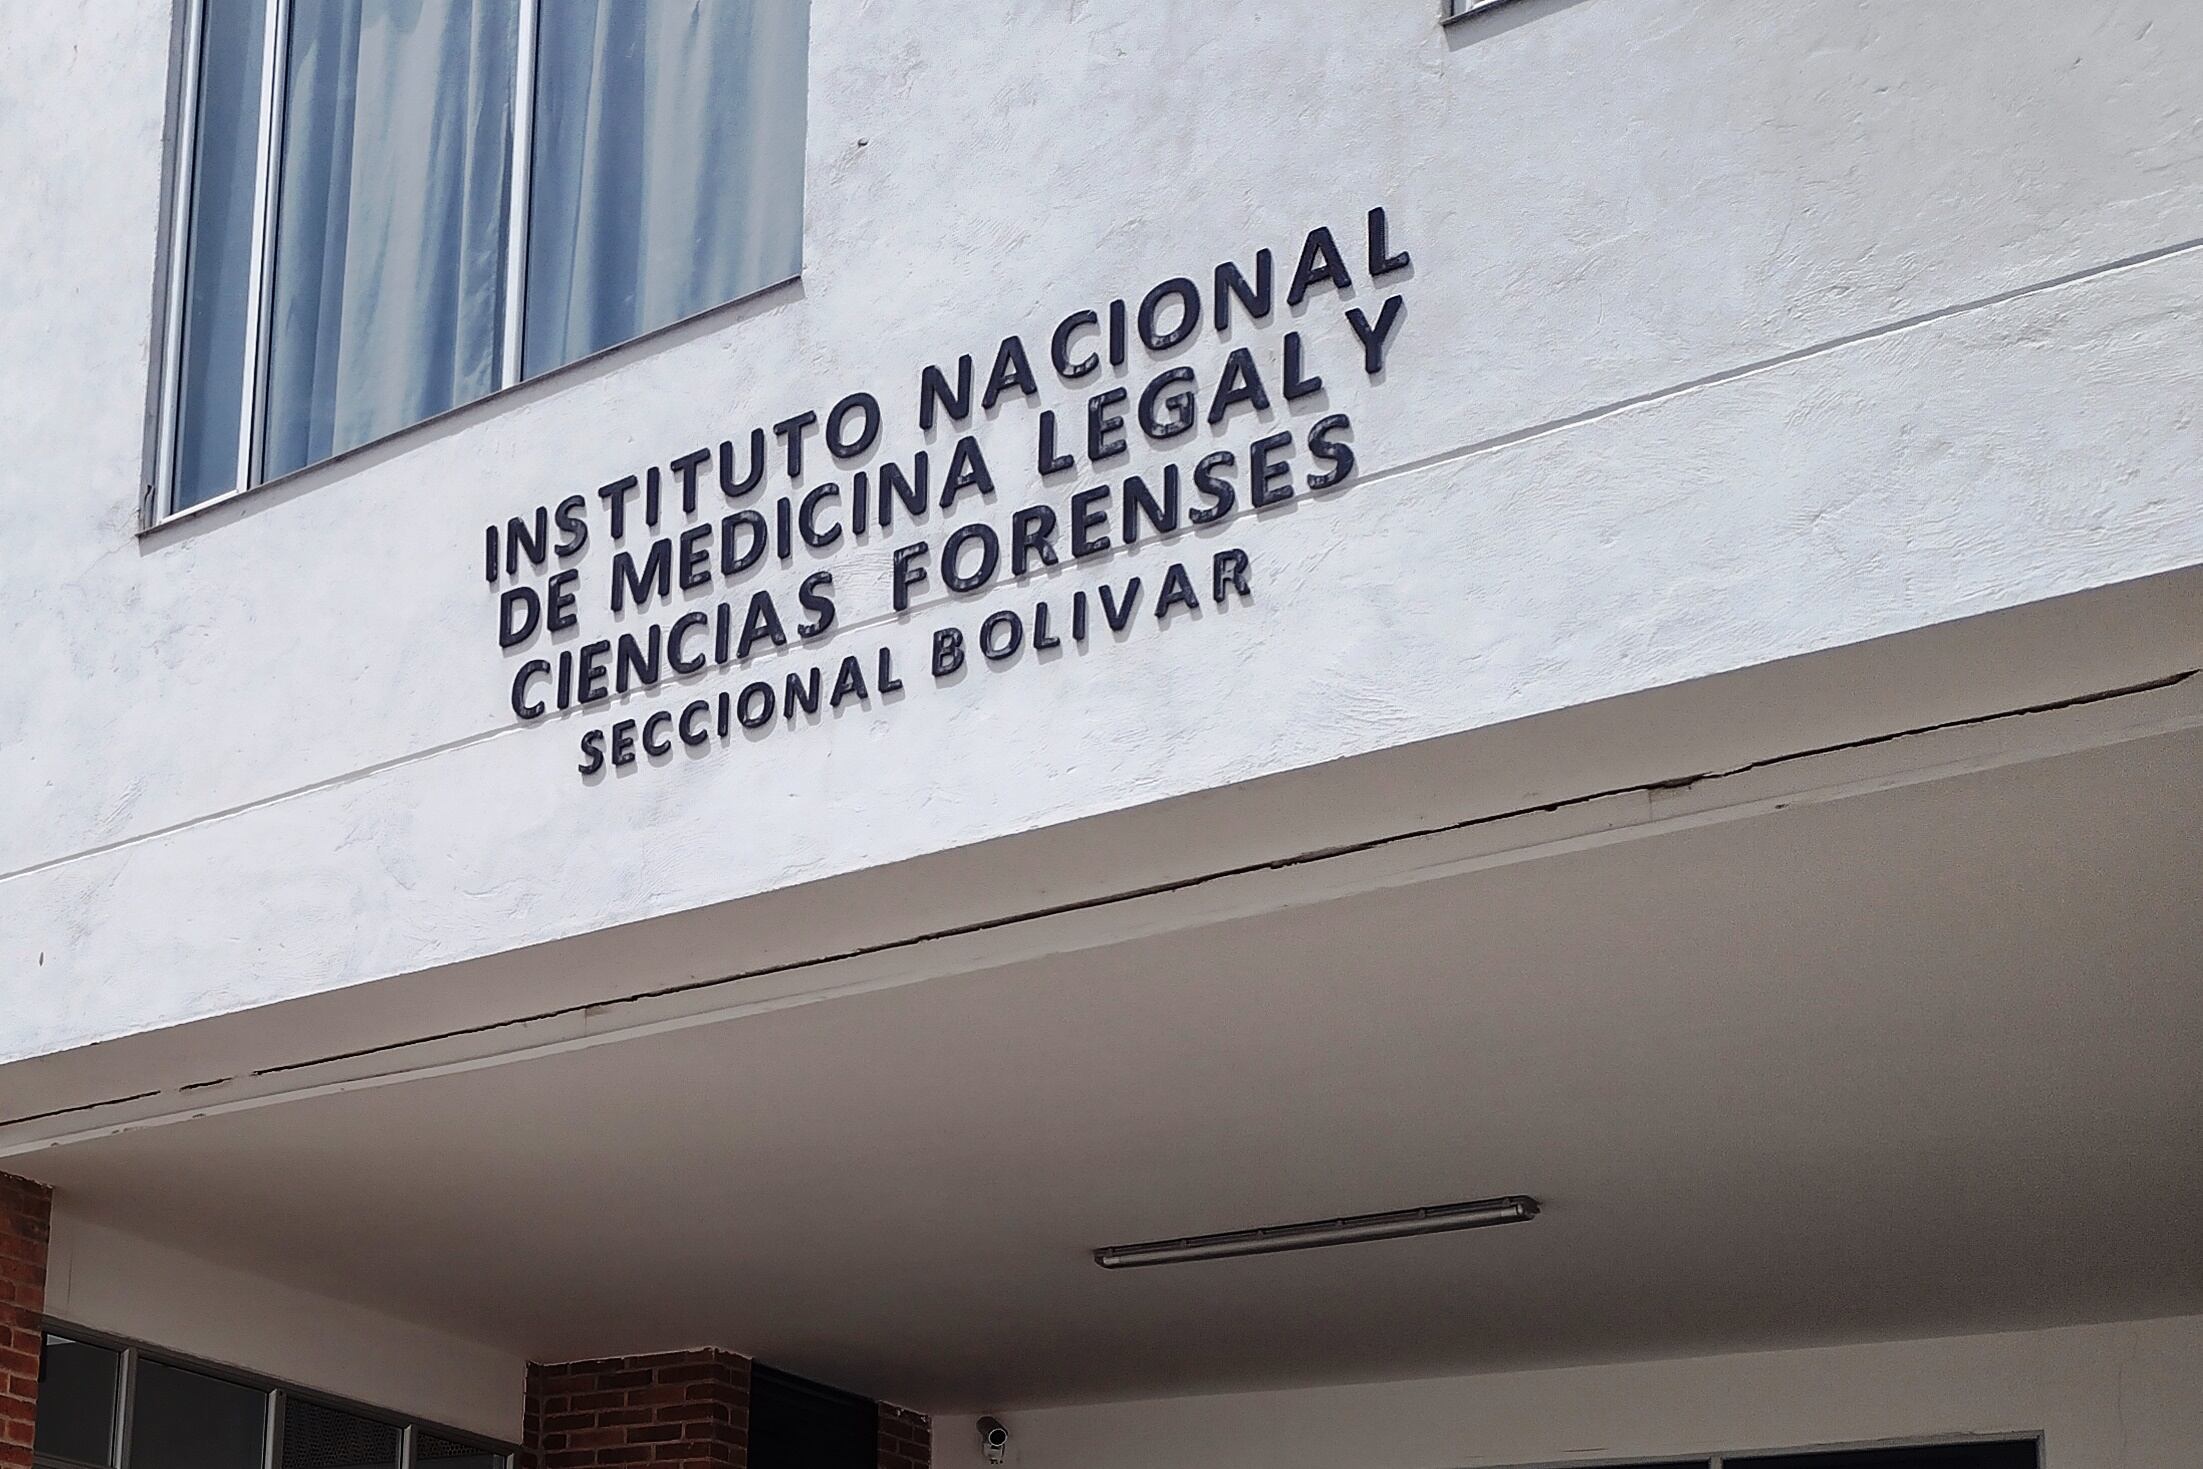 INSTITUTO NACIONAL
DE MEDICINA LEGAL Y
CIENCIAS FORENSES
SECCIONAL BOLIVAR